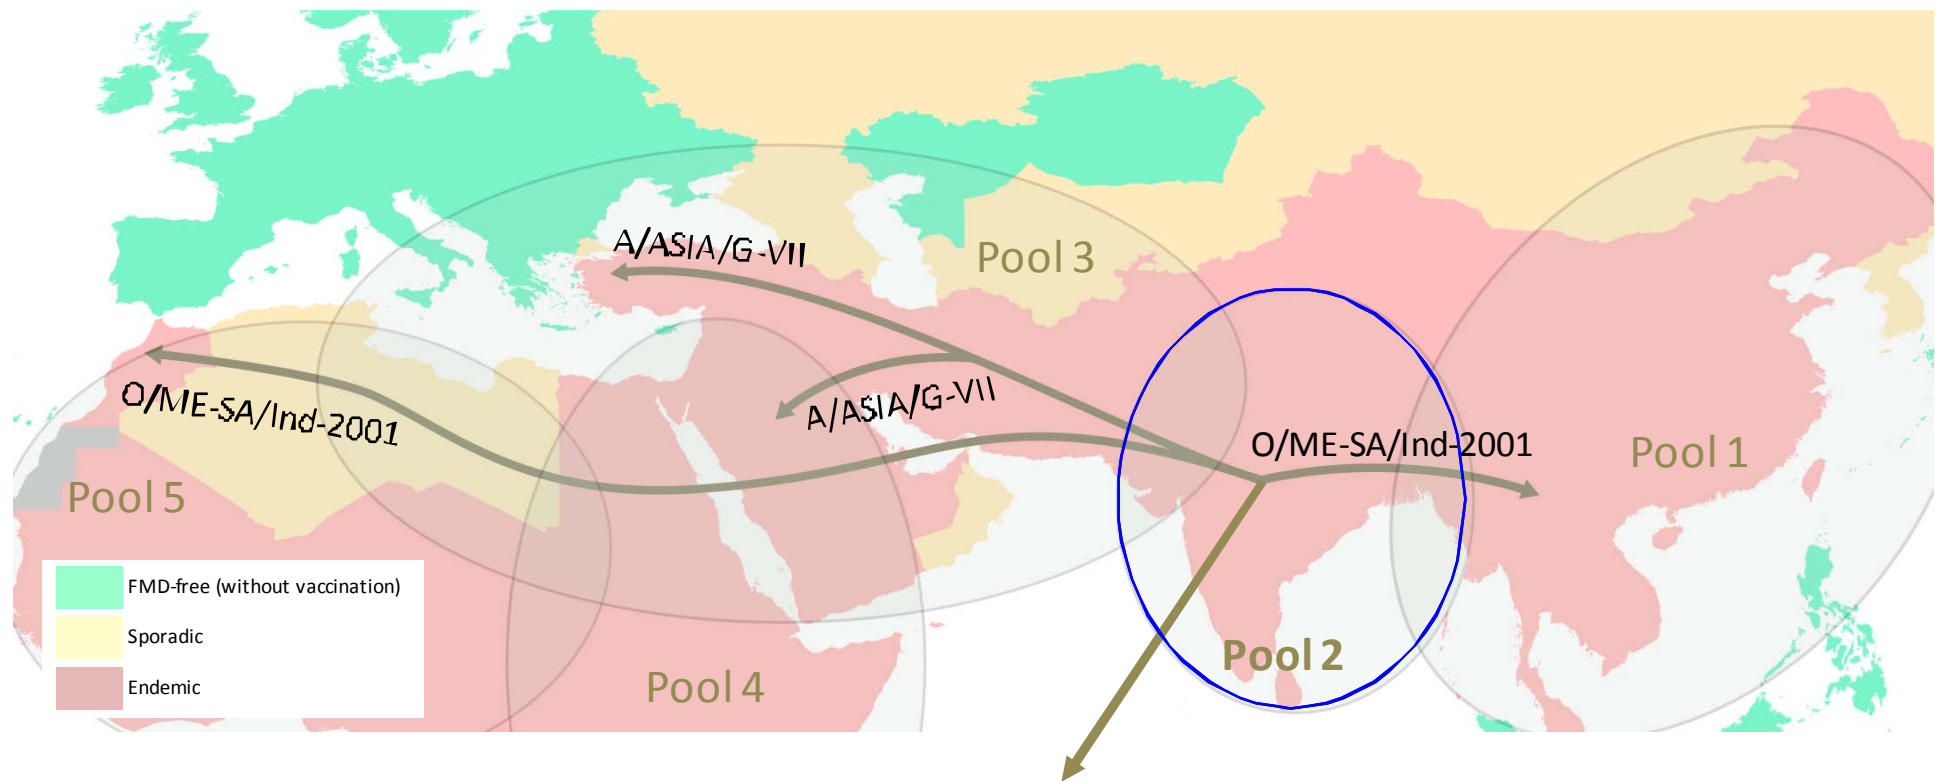 A/ASIA/G-VII
Pool 3
O/ME-SA/Ind-2001
A/ASIA/G-VII
O/ME-SA/Ind-2001
Pool 1
Pool 5
FMD-free (without vaccination)
Sporadic
Endemic
Pool 4
Pool 2